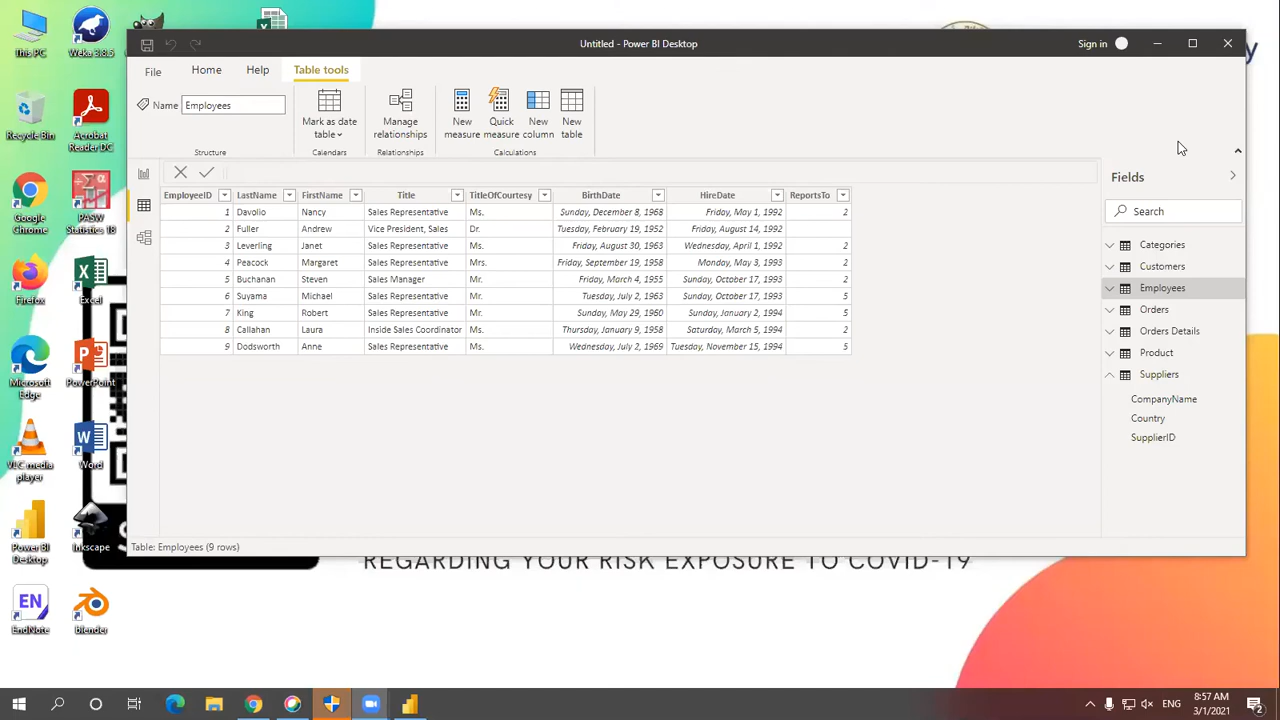 This PC
Weka 3.8.5
Recycle Bin
Acrobat
Reader DC
Google
Chrome
PASW
Statistics 18
Firefox
Excel
Microsoft
Edge
PowerPoint
VLC media
player
Word
Power BI
Desktop
Inkscape
EN
EndNote
blender
Untitled - Power BI Desktop
Sign in
File
Home
Help
Table tools
Name
Employees
Mark as date
table
Manage
relationships
New
measure
Quick
measure
New
column
New
table
Structure
Calendars
Relationships
Calculations
EmployeeID LastName FirstName Title TitleOfCourtesy BirthDate HireDate ReportsTo
1 Davolio Nancy Sales Representative Ms. Sunday, December 8, 1968 Friday, May 1, 1992 2
2 Fuller Andrew Vice President, Sales Dr. Tuesday, February 19, 1952 Friday, August 14, 1992
3 Leverling Janet Sales Representative Ms. Friday, August 30, 1963 Wednesday, April 1, 1992 2
4 Peacock Margaret Sales Representative Mrs. Friday, September 19, 1958 Monday, May 3, 1993 2
5 Buchanan Steven Sales Manager Mr. Friday, March 4, 1955 Sunday, October 17, 1993 2
6 Suyama Michael Sales Representative Mr. Tuesday, July 2, 1963 Sunday, October 17, 1993 5
7 King Robert Sales Representative Mr. Sunday, May 29, 1960 Sunday, January 2, 1994 5
8 Callahan Laura Inside Sales Coordinator Ms. Thursday, January 9, 1958 Saturday, March 5, 1994 2
9 Dodsworth Anne Sales Representative Ms. Wednesday, July 2, 1969 Tuesday, November 15, 1994 5
Fields
Search
Categories
Customers
Employees
Orders
Orders Details
Product
Suppliers
CompanyName
Country
SupplierID
Table: Employees (9 rows)
REGARDING YOUR RISK EXPOSURE TO COVID-19
8:57 AM
3/1/2021
2